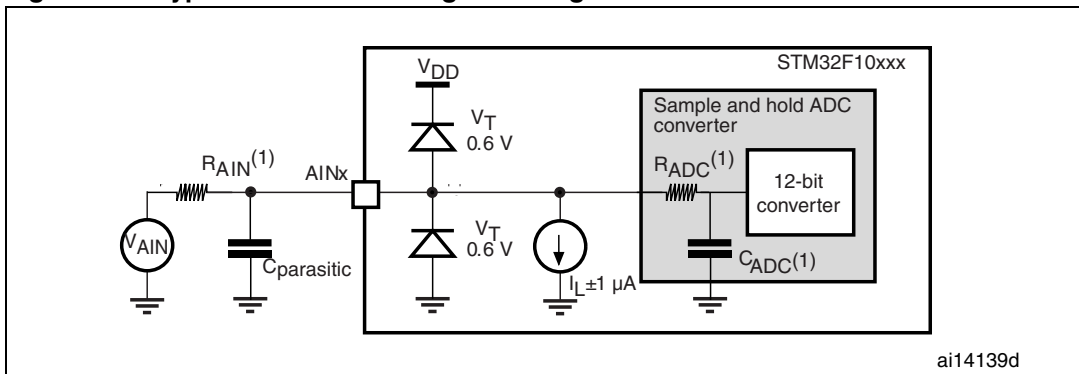 STM32F10xxx
VDD
Sample and hold ADC
converter
VT
0.6 V
RAIN(1)
AINx
RADC(1)
12-bit
converter
VAIN
Cparasitic
VT
0.6 V
IL±1 µA
CADC(1)
ai14139d